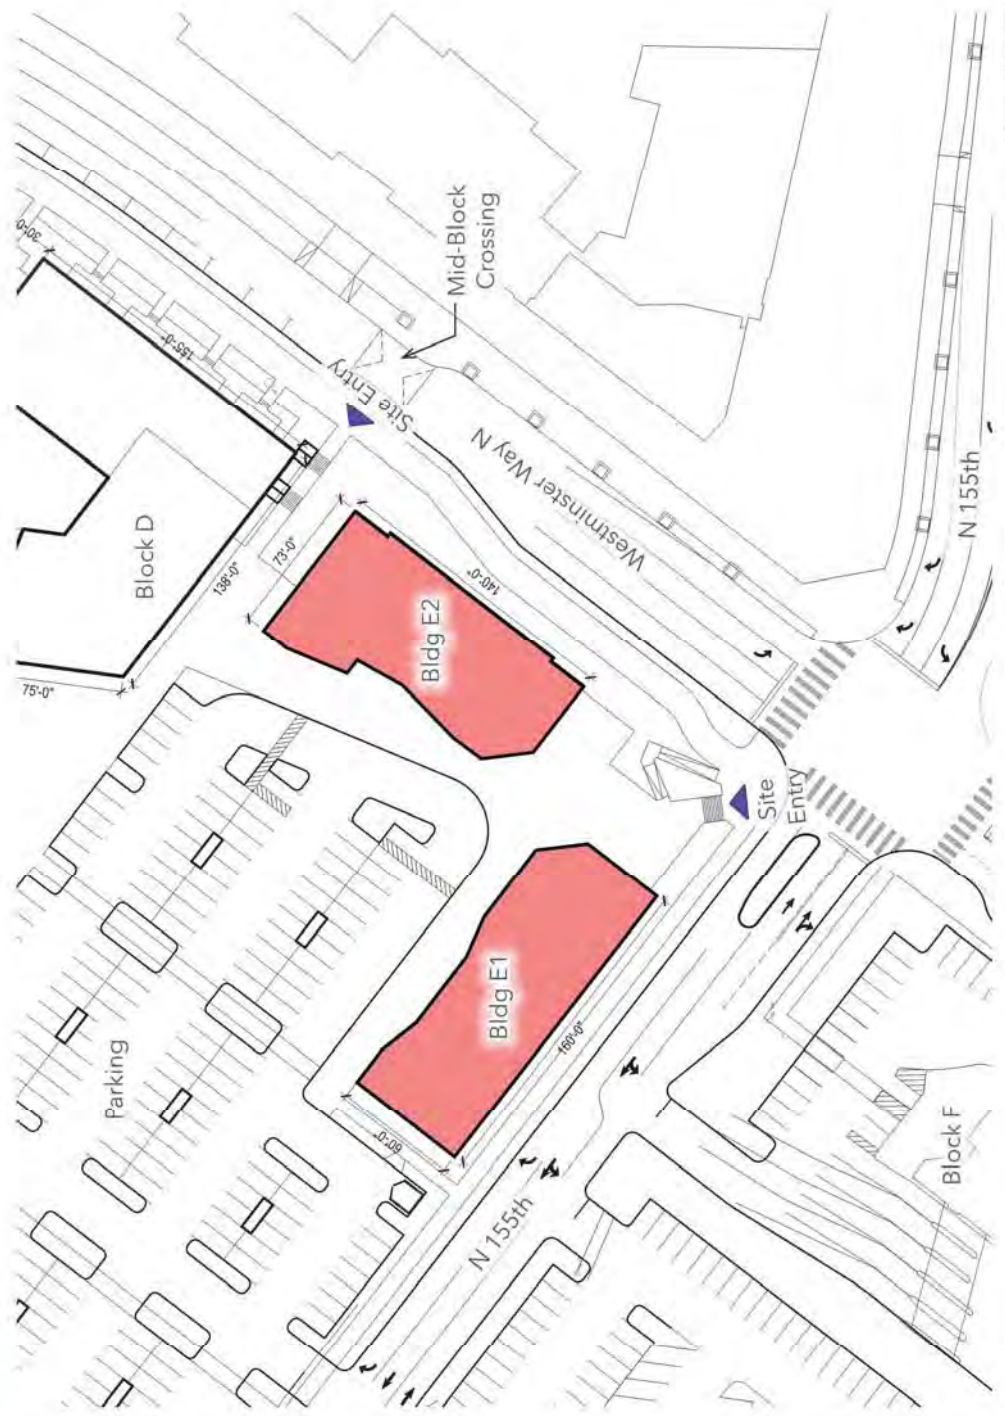 30'-0"
155'-0"
Mid-Block
Crossing
Site Entry
Westminster Way N
Block D
138'-0"
73'-0"
140'-0"
75'-0"
Bldg E2
N 155th
Site
Entry
Bldg E1
160'-0"
60'-0"
Parking
N 155th
Block F